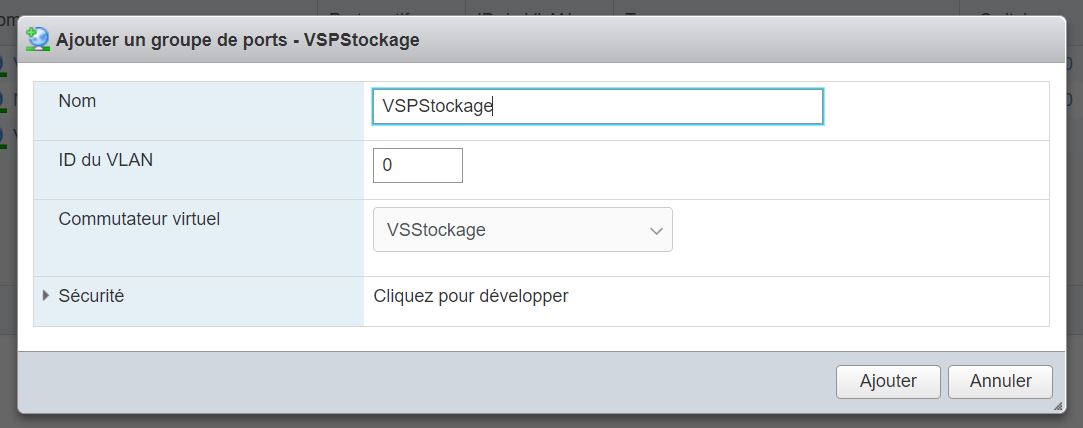 Ajouter un groupe de ports - VSPStockage
Nom
VSPStockage
ID du VLAN
0
Commutateur virtuel
VSStockage
Sécurité
Cliquez pour développer
Ajouter
Annuler